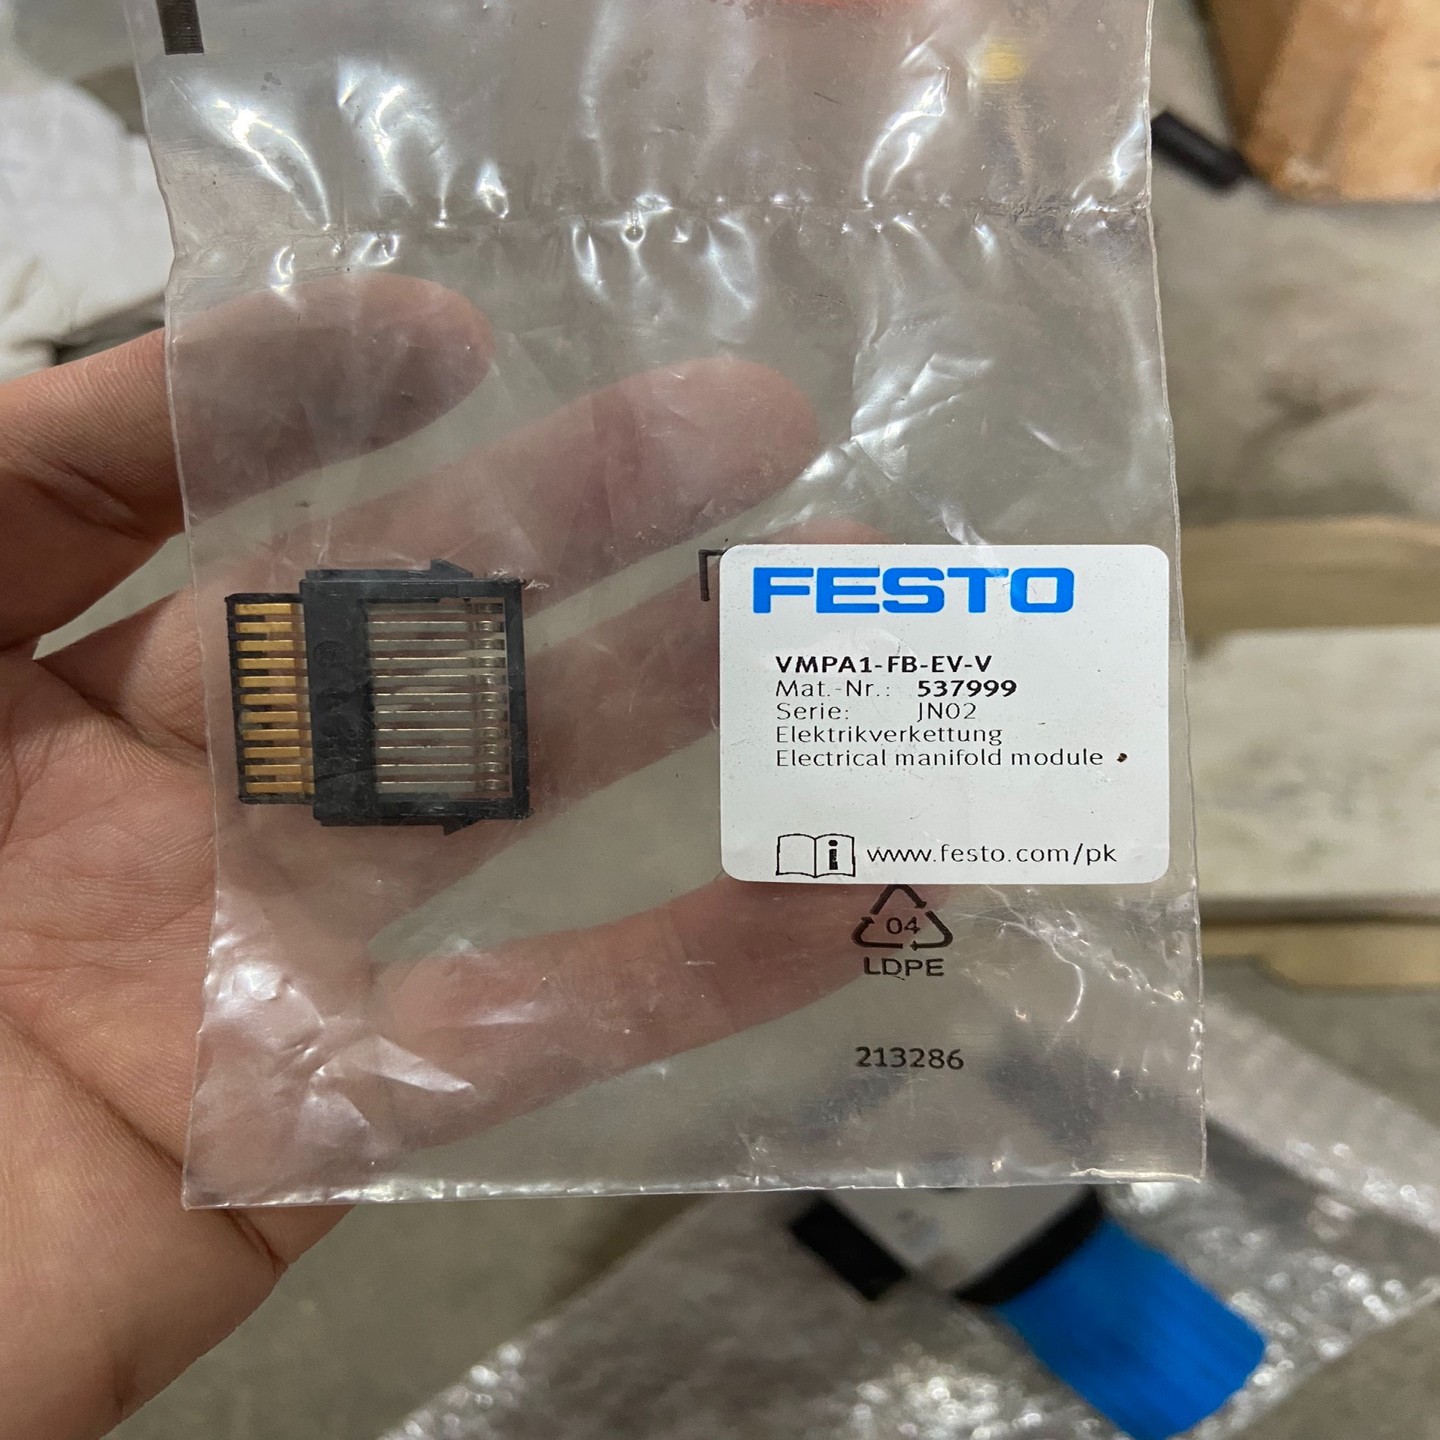 FESTO
VMPA1-FB-EV-V
Mat.-Nr.: 537999
Serie: JN02
Elektrikverkettung
Electrical manifold module
i www.festo.com/pk
04
LDPE
213286